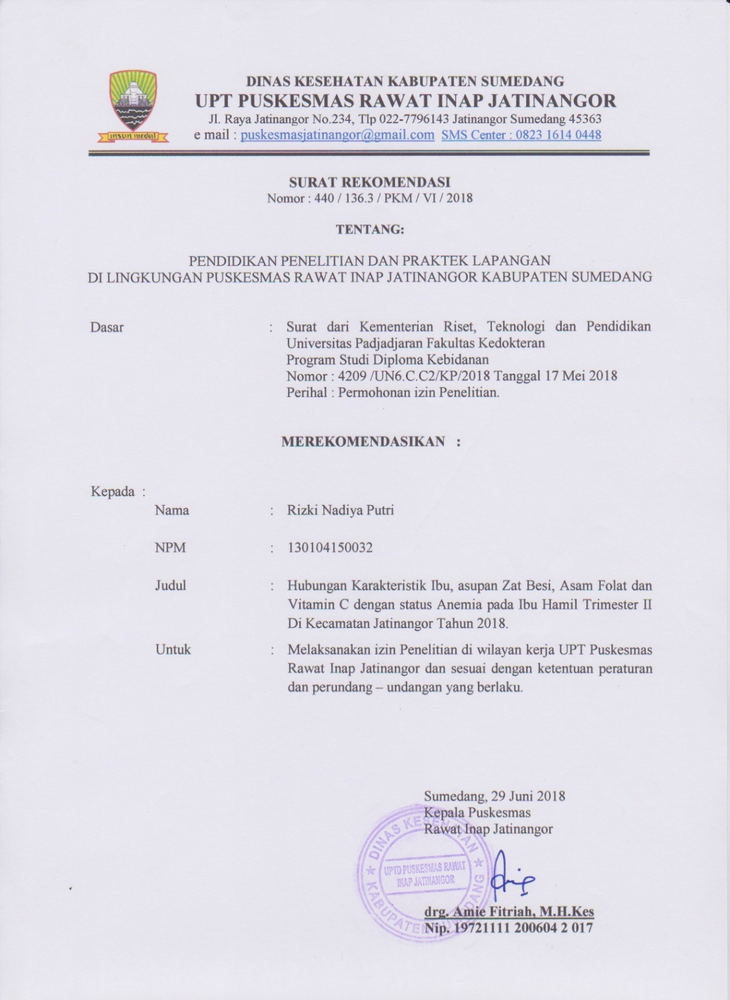 insun medal
DINAS KESEHATAN KABUPATEN SUMEDANG
UPT PUSKESMAS RAWAT INAP JATINANGOR
Jl. Raya Jatinangor No.234, Tlp 022-7796143 Jatinangor Sumedang 45363
e mail : puskesmasjatinangor@gmail.com SMS Center : 0823 1614 0448
SURAT REKOMENDASI
Nomor : 440 / 136.3 / PKM / VI / 2018
TENTANG:
PENDIDIKAN PENELITIAN DAN PRAKTEK LAPANGAN
DI LINGKUNGAN PUSKESMAS RAWAT INAP JATINANGOR KABUPATEN SUMEDANG
Dasar : Surat dari Kementerian Riset, Teknologi dan Pendidikan
Universitas Padjadjaran Fakultas Kedokteran
Program Studi Diploma Kebidanan
Nomor : 4209 /UN6.C.C2/KP/2018 Tanggal 17 Mei 2018
Perihal : Permohonan izin Penelitian.
MEREKOMENDASIKAN :
Kepada :
Nama : Rizki Nadiya Putri
NPM : 130104150032
Judul : Hubungan Karakteristik Ibu, asupan Zat Besi, Asam Folat dan
Vitamin C dengan status Anemia pada Ibu Hamil Trimester II
Di Kecamatan Jatinangor Tahun 2018.
Untuk : Melaksanakan izin Penelitian di wilayan kerja UPT Puskesmas
Rawat Inap Jatinangor dan sesuai dengan ketentuan peraturan
dan perundang – undangan yang berlaku.
Sumedang, 29 Juni 2018
Kepala Puskesmas
Rawat Inap Jatinangor
DINAS KESEHATAN
UPTD PUSKESMAS RAWAT
INAP JATINANGOR
KABUPATEN SUMEDANG
drg. Amie Fitriah, M.H.Kes
Nip. 19721111 200604 2 017